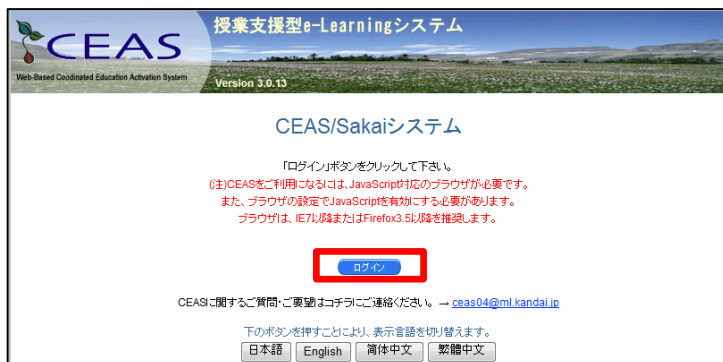 CEAS
Web-Based Coodinated Education Activation System
授業支援型e-Learningシステム
Version 3.0.13
CEAS/Sakaiシステム
「ログイン」ボタンをクリックして下さい。
(注)CEASをご利用になるには、JavaScript対応のブラウザが必要です。
また、ブラウザの設定でJavaScriptを有効にする必要があります。
ブラウザは、IE7以降またはFirefox3.5以降を推奨します。
ログイン
CEASに関するご質問・ご要望はコチラにご連絡ください。→ ceas04@ml.kandai.jp
下のボタンを押すことにより、表示言語を切り替えます。
日本語 English 简体中文 繁體中文